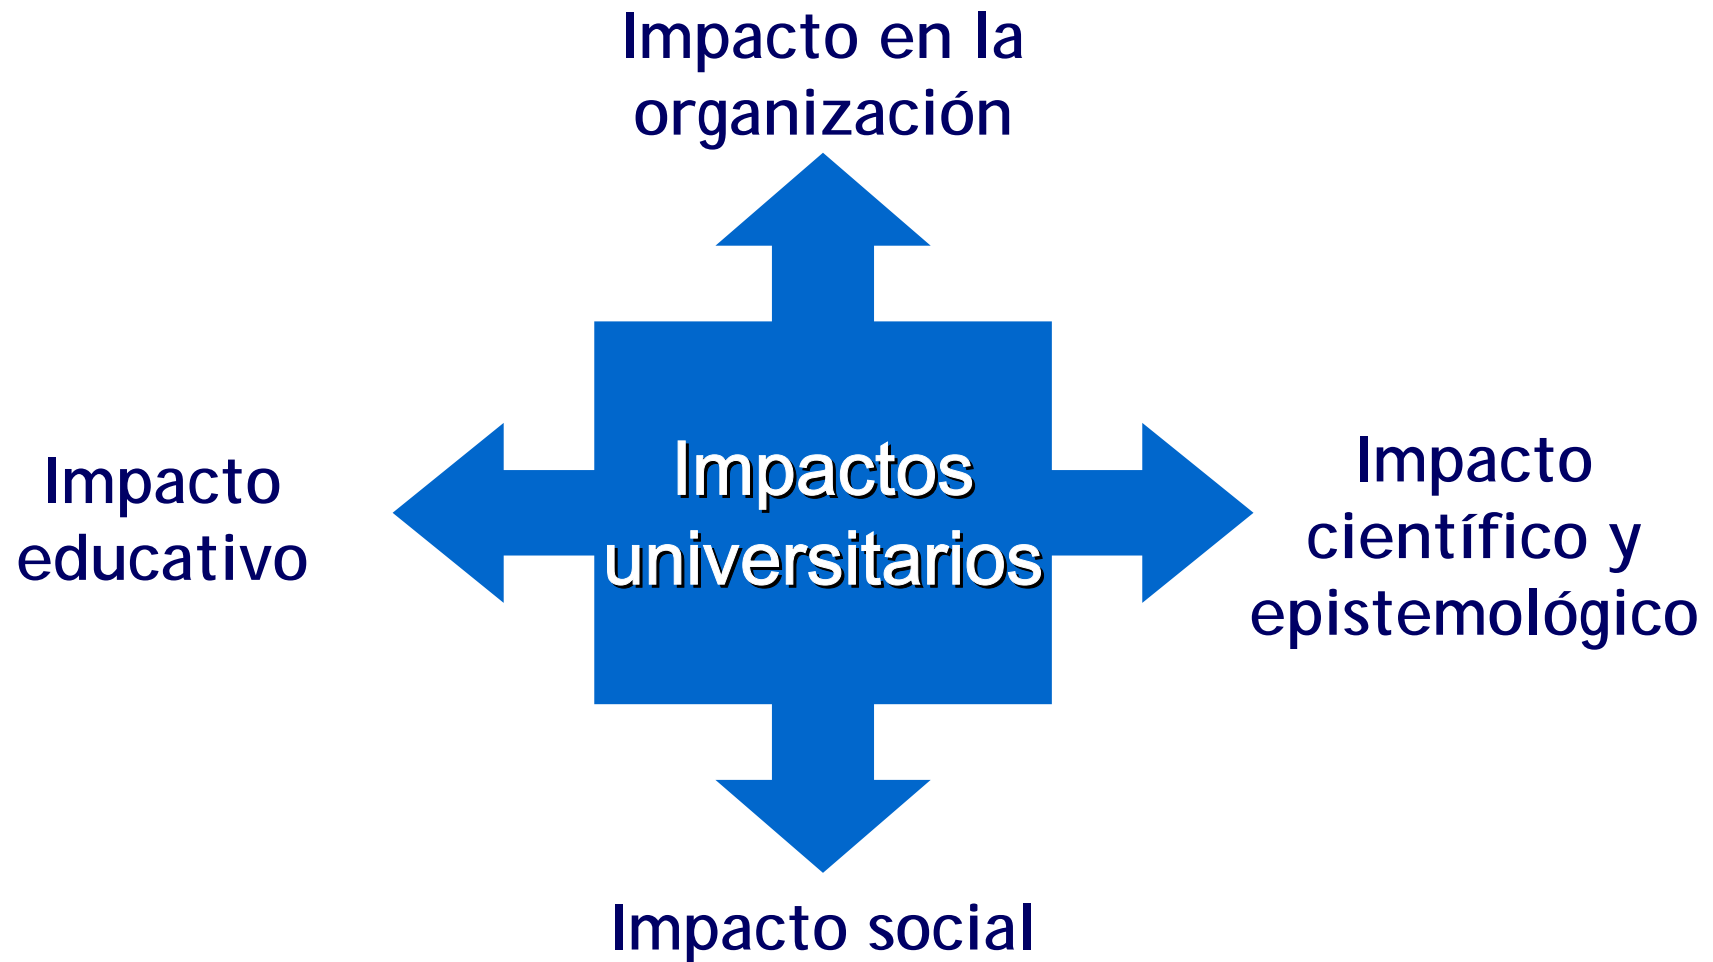 Impacto en la
organización
Impacto
educativo
Impactos
universitarios
Impacto
científico y
epistemológico
Impacto social